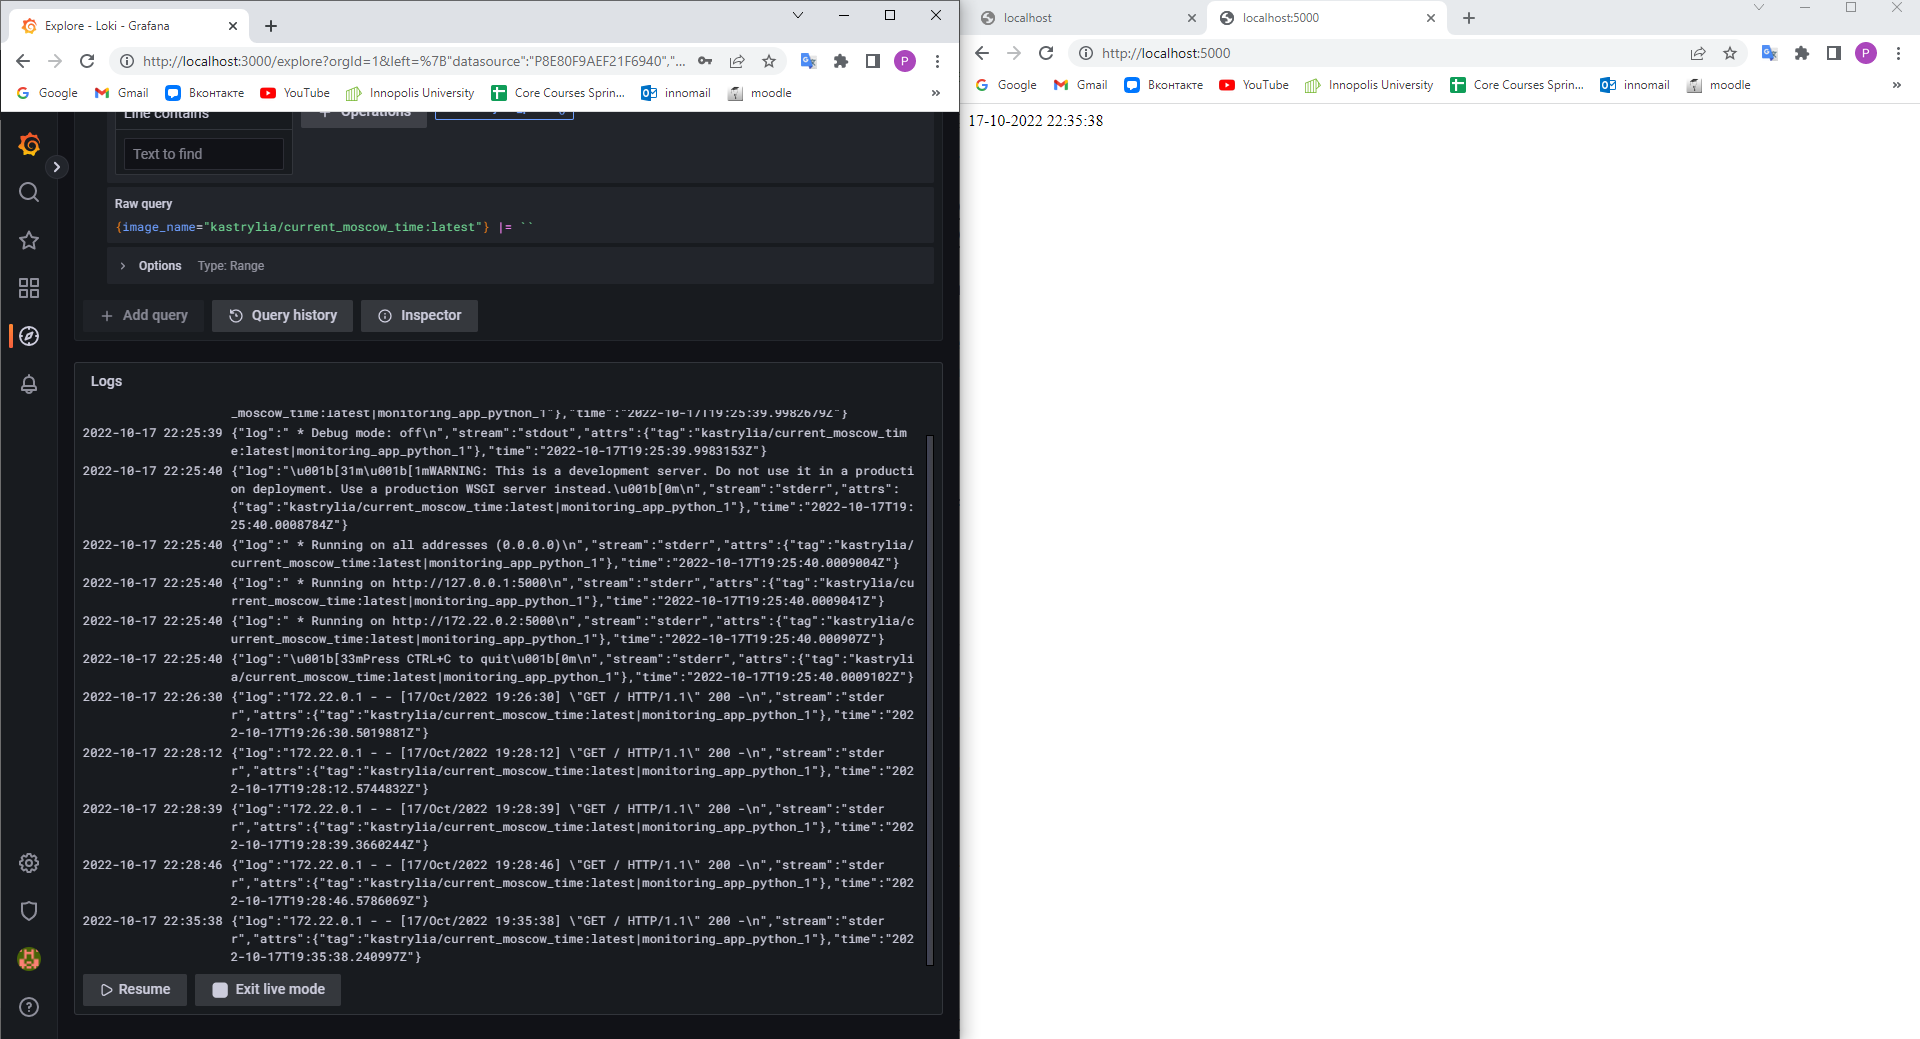 Explore - Loki - Grafana
http://localhost:3000/explore?orgId=1&left=%7B"datasource":"P8E80F9AEF21F6940","...
P
Google
Gmail
Вконтакте
YouTube
Innopolis University
Core Courses Sprin...
innomail
moodle
»
Line contains
+ Operations
Text to find
Raw query
{image_name="kastrylia/current_moscow_time:latest"} |= ``
Options Type: Range
+ Add query
Query history
Inspector
Logs
_moscow_time:latest|monitoring_app_python_1"},"time":"2022-10-17T19:25:39.9982679Z"}
2022-10-17 22:25:39 {"log":" * Debug mode: off\n","stream":"stdout","attrs":{"tag":"kastrylia/current_moscow_tim
e:latest|monitoring_app_python_1"},"time":"2022-10-17T19:25:39.9983153Z"}
2022-10-17 22:25:40 {"log":"\u001b[31m\u001b[1mWARNING: This is a development server. Do not use it in a producti
on deployment. Use a production WSGI server instead.\u001b[0m\n","stream":"stderr","attrs":
{"tag":"kastrylia/current_moscow_time:latest|monitoring_app_python_1"},"time":"2022-10-17T19:
25:40.0008784Z"}
2022-10-17 22:25:40 {"log":" * Running on all addresses (0.0.0.0)\n","stream":"stderr","attrs":{"tag":"kastrylia/
current_moscow_time:latest|monitoring_app_python_1"},"time":"2022-10-17T19:25:40.0009004Z"}
2022-10-17 22:25:40 {"log":" * Running on http://127.0.0.1:5000\n","stream":"stderr","attrs":{"tag":"kastrylia/cu
rrent_moscow_time:latest|monitoring_app_python_1"},"time":"2022-10-17T19:25:40.0009041Z"}
2022-10-17 22:25:40 {"log":" * Running on http://172.22.0.2:5000\n","stream":"stderr","attrs":{"tag":"kastrylia/c
urrent_moscow_time:latest|monitoring_app_python_1"},"time":"2022-10-17T19:25:40.000907Z"}
2022-10-17 22:25:40 {"log":"\u001b[33mPress CTRL+C to quit\u001b[0m\n","stream":"stderr","attrs":{"tag":"kastryli
a/current_moscow_time:latest|monitoring_app_python_1"},"time":"2022-10-17T19:25:40.0009102Z"}
2022-10-17 22:26:30 {"log":"172.22.0.1 - - [17/Oct/2022 19:26:30] \"GET / HTTP/1.1\" 200 -\n","stream":"stder
r","attrs":{"tag":"kastrylia/current_moscow_time:latest|monitoring_app_python_1"},"time":"202
2-10-17T19:26:30.5019881Z"}
2022-10-17 22:28:12 {"log":"172.22.0.1 - - [17/Oct/2022 19:28:12] \"GET / HTTP/1.1\" 200 -\n","stream":"stder
r","attrs":{"tag":"kastrylia/current_moscow_time:latest|monitoring_app_python_1"},"time":"202
2-10-17T19:28:12.5744832Z"}
2022-10-17 22:28:39 {"log":"172.22.0.1 - - [17/Oct/2022 19:28:39] \"GET / HTTP/1.1\" 200 -\n","stream":"stder
r","attrs":{"tag":"kastrylia/current_moscow_time:latest|monitoring_app_python_1"},"time":"202
2-10-17T19:28:39.3660244Z"}
2022-10-17 22:28:46 {"log":"172.22.0.1 - - [17/Oct/2022 19:28:46] \"GET / HTTP/1.1\" 200 -\n","stream":"stder
r","attrs":{"tag":"kastrylia/current_moscow_time:latest|monitoring_app_python_1"},"time":"202
2-10-17T19:28:46.5786069Z"}
2022-10-17 22:35:38 {"log":"172.22.0.1 - - [17/Oct/2022 19:35:38] \"GET / HTTP/1.1\" 200 -\n","stream":"stder
r","attrs":{"tag":"kastrylia/current_moscow_time:latest|monitoring_app_python_1"},"time":"202
2-10-17T19:35:38.240997Z"}
Resume
Exit live mode
localhost
localhost:5000
http://localhost:5000
P
Google
Gmail
Вконтакте
YouTube
Innopolis University
Core Courses Sprin...
innomail
moodle
»
17-10-2022 22:35:38